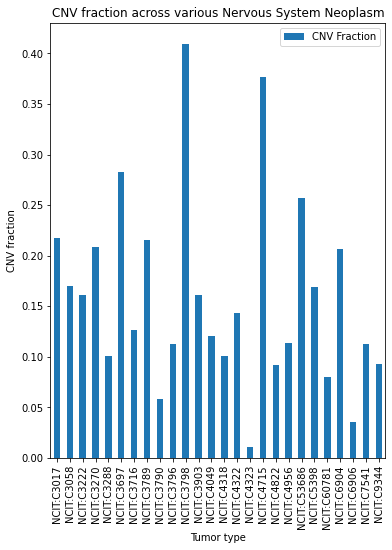 CNV fraction across various Nervous System Neoplasm
CNV Fraction
CNV fraction
0.40
0.35
0.30
0.25
0.20
0.15
0.10
0.05
0.00
NCIT:C3017
NCIT:C3058
NCIT:C3222
NCIT:C3270
NCIT:C3288
NCIT:C3697
NCIT:C3716
NCIT:C3789
NCIT:C3790
NCIT:C3796
NCIT:C3798
NCIT:C3903
NCIT:C4049
NCIT:C4318
NCIT:C4322
NCIT:C4323
NCIT:C4715
NCIT:C4822
NCIT:C4956
NCIT:C53686
NCIT:C5398
NCIT:C60781
NCIT:C6904
NCIT:C6906
NCIT:C7541
NCIT:C9344
Tumor type